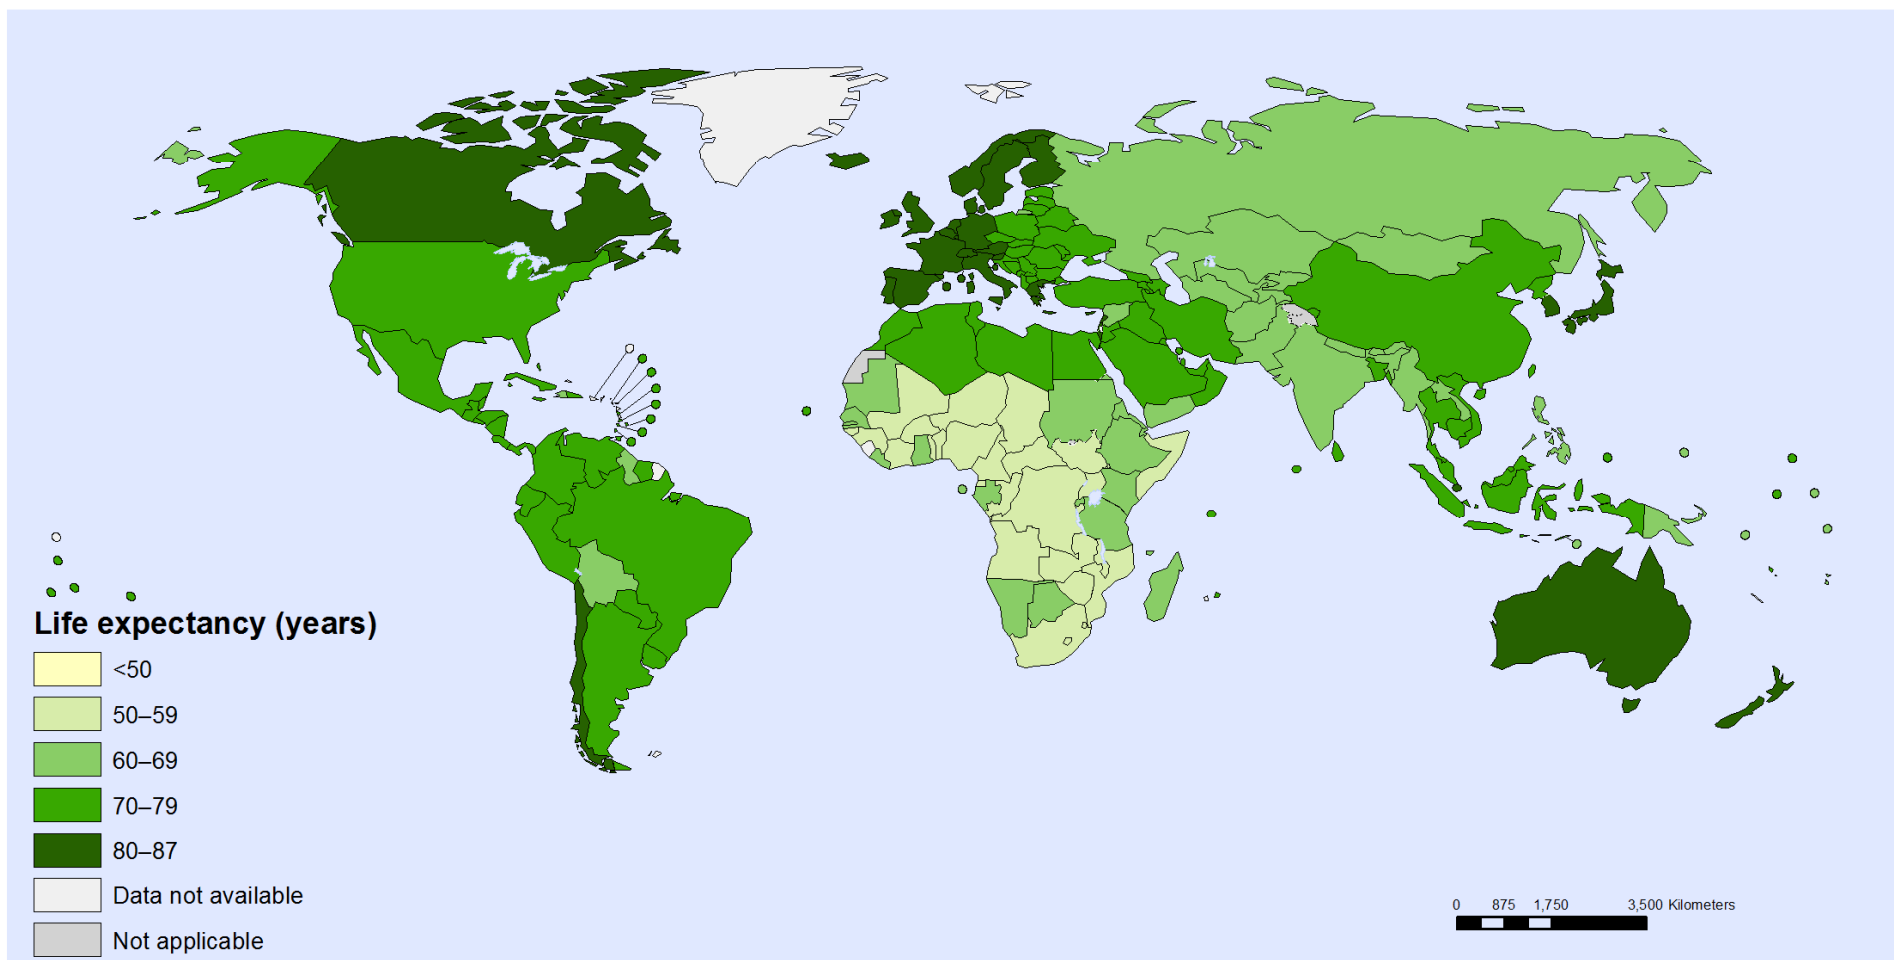 Life expectancy (years)
<50
50–59
60–69
70–79
80–87
Data not available
Not applicable
0 875 1,750 3,500 Kilometers